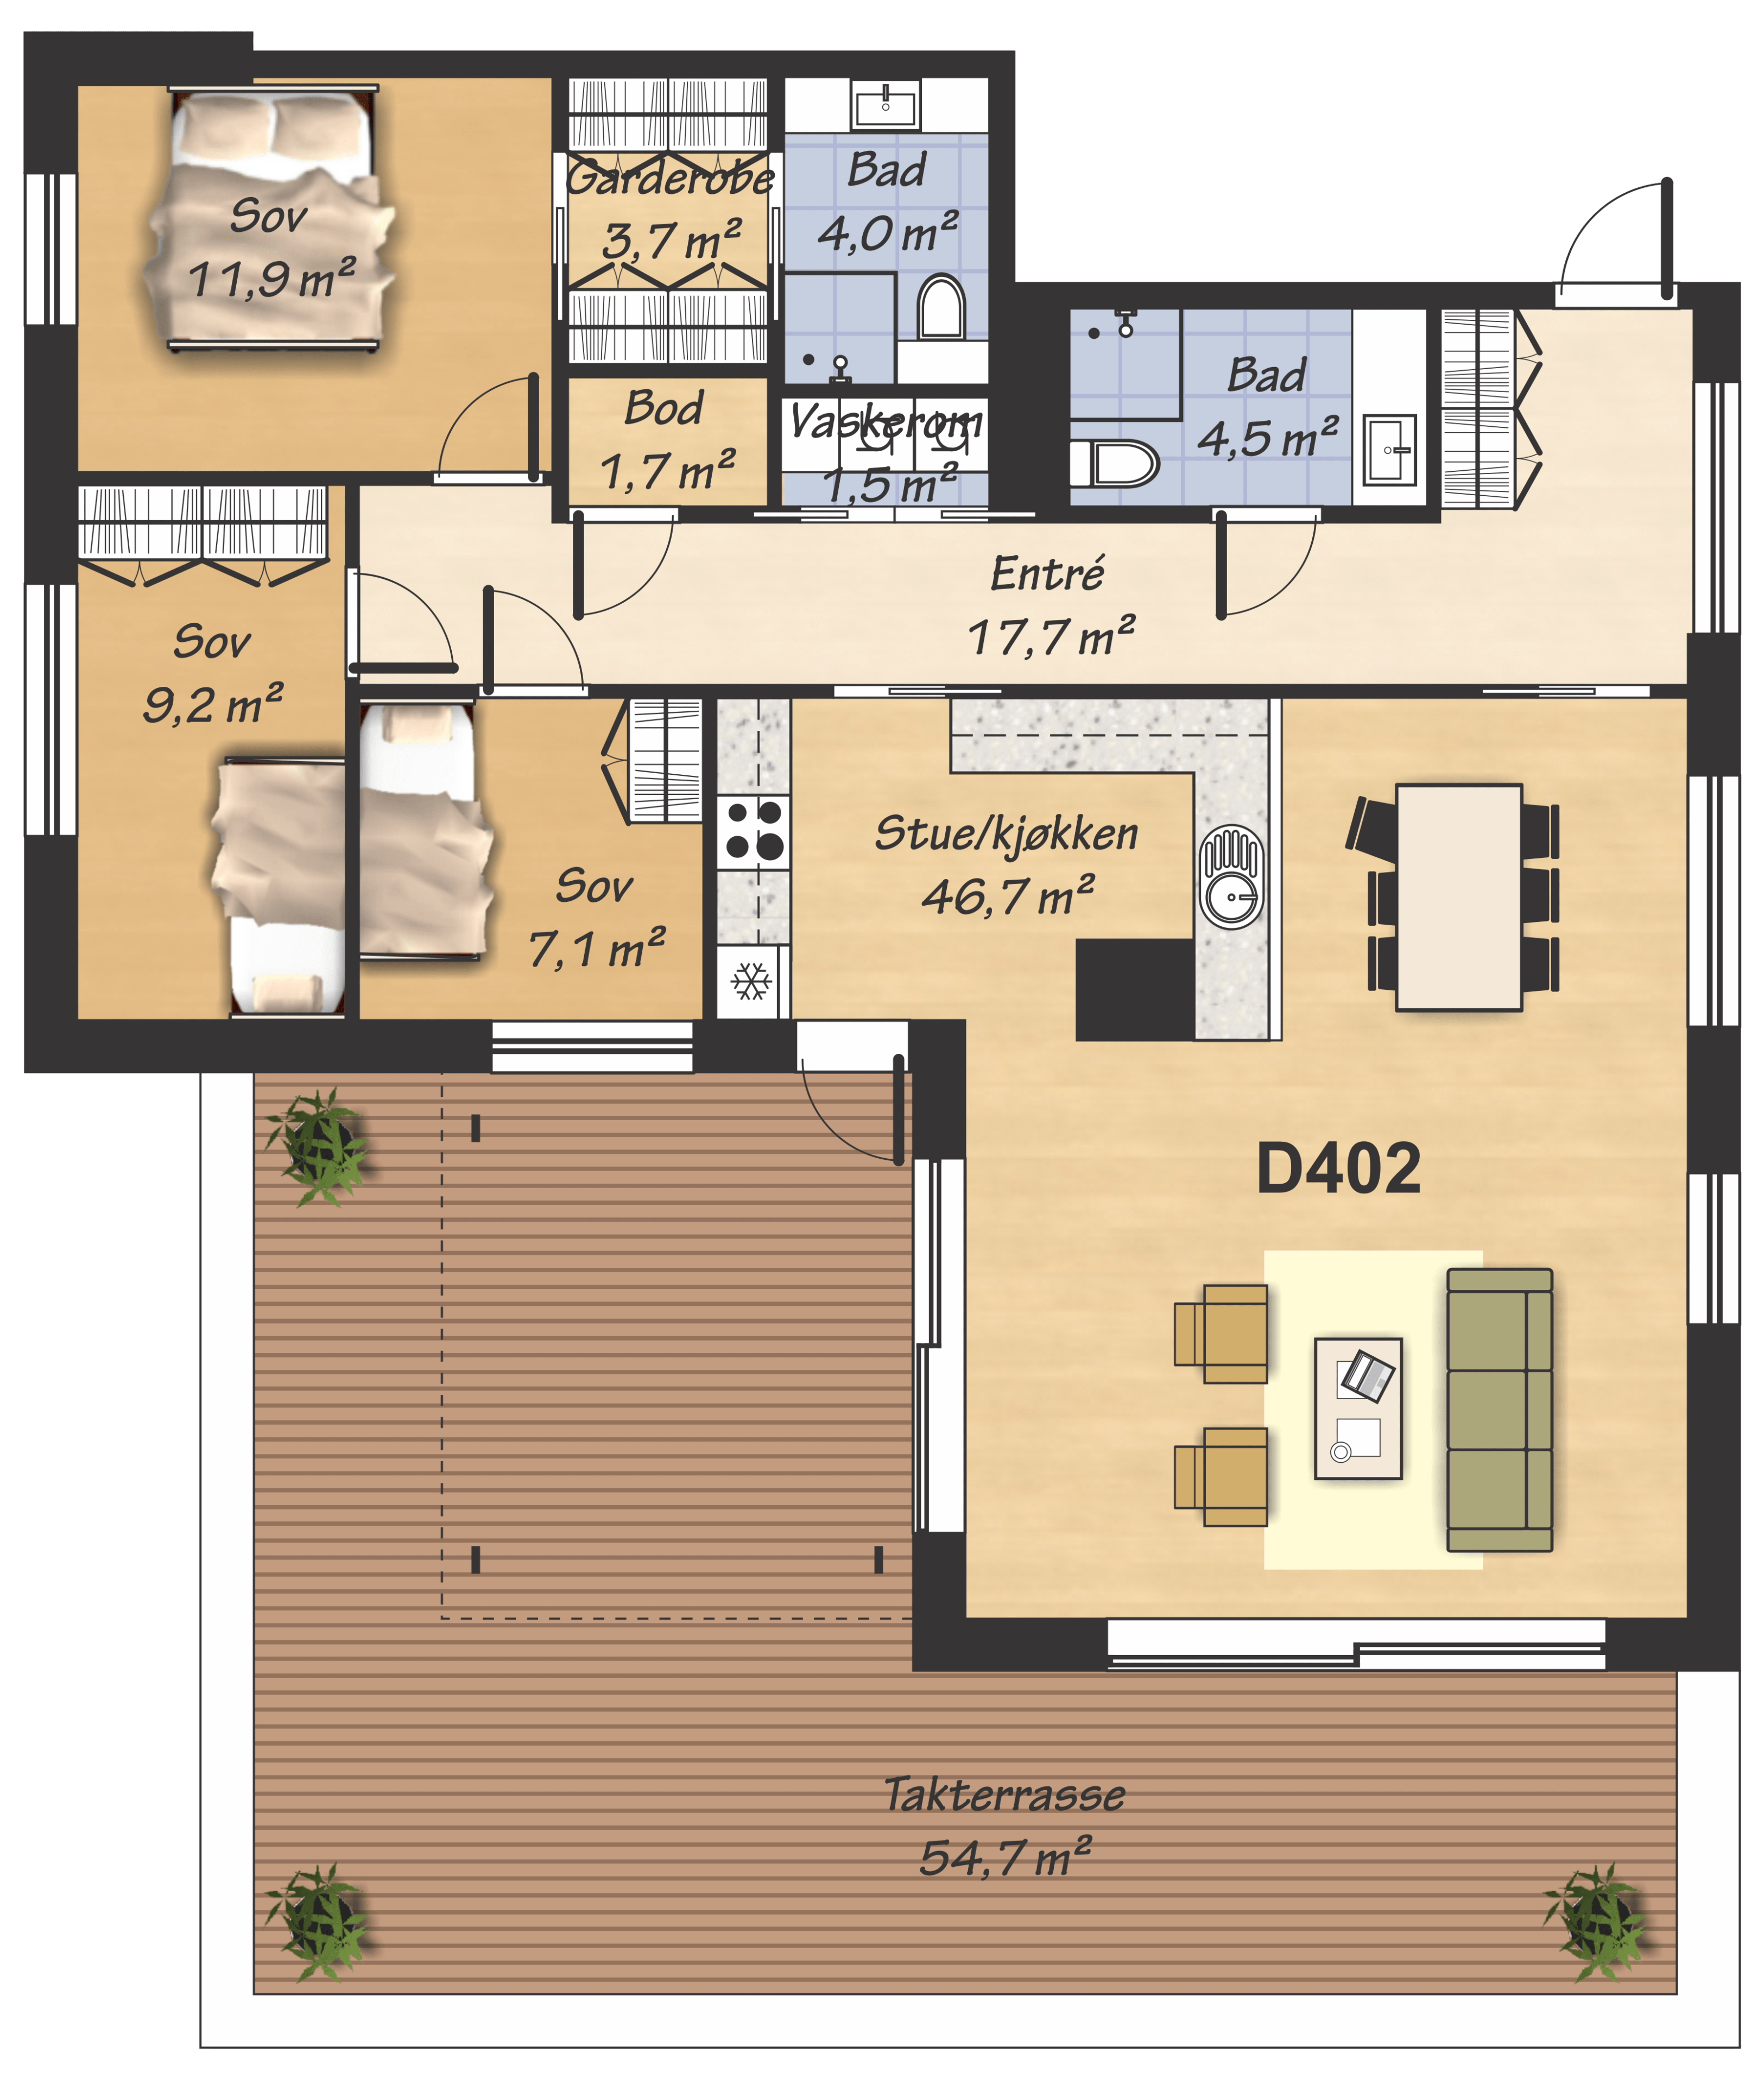 Sov
11,9 m²
Garderobe
3,7 m²
Bad
4,0 m²
Bod
1,7 m²
Vaskerom
1,5 m²
Bad
4,5 m²
Entré
17,7 m²
Sov
9,2 m²
Sov
7,1 m²
Stue/kjøkken
46,7 m²
D402
Takterrasse
54,7 m²